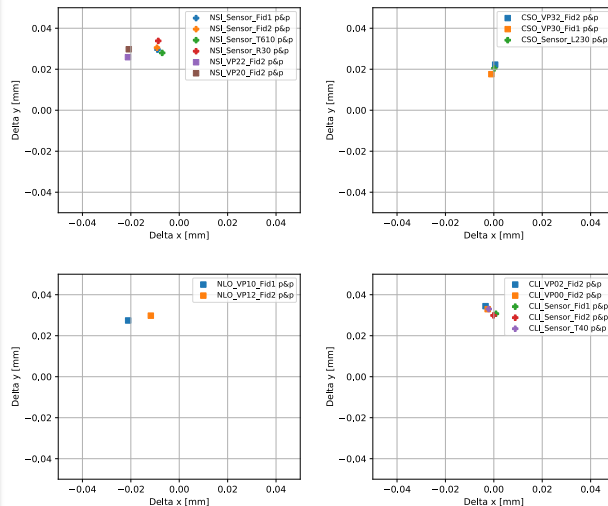 NSI_Sensor_Fid1 p&p
NSI_Sensor_Fid2 p&p
NSI_Sensor_T610 p&p
NSI_Sensor_R30 p&p
NSI_VP22_Fid2 p&p
NSI_VP20_Fid2 p&p
0.04
0.02
0.00
−0.02
−0.04
Delta y [mm]
−0.04 −0.02 0.00 0.02 0.04
Delta x [mm]
CSO_VP32_Fid2 p&p
CSO_VP30_Fid1 p&p
CSO_Sensor_L230 p&p
0.04
0.02
0.00
−0.02
−0.04
Delta y [mm]
−0.04 −0.02 0.00 0.02 0.04
Delta x [mm]
NLO_VP10_Fid1 p&p
NLO_VP12_Fid2 p&p
0.04
0.02
0.00
−0.02
−0.04
Delta y [mm]
−0.04 −0.02 0.00 0.02 0.04
Delta x [mm]
CLI_VP02_Fid2 p&p
CLI_VP00_Fid2 p&p
CLI_Sensor_Fid1 p&p
CLI_Sensor_Fid2 p&p
CLI_Sensor_T40 p&p
0.04
0.02
0.00
−0.02
−0.04
Delta y [mm]
−0.04 −0.02 0.00 0.02 0.04
Delta x [mm]